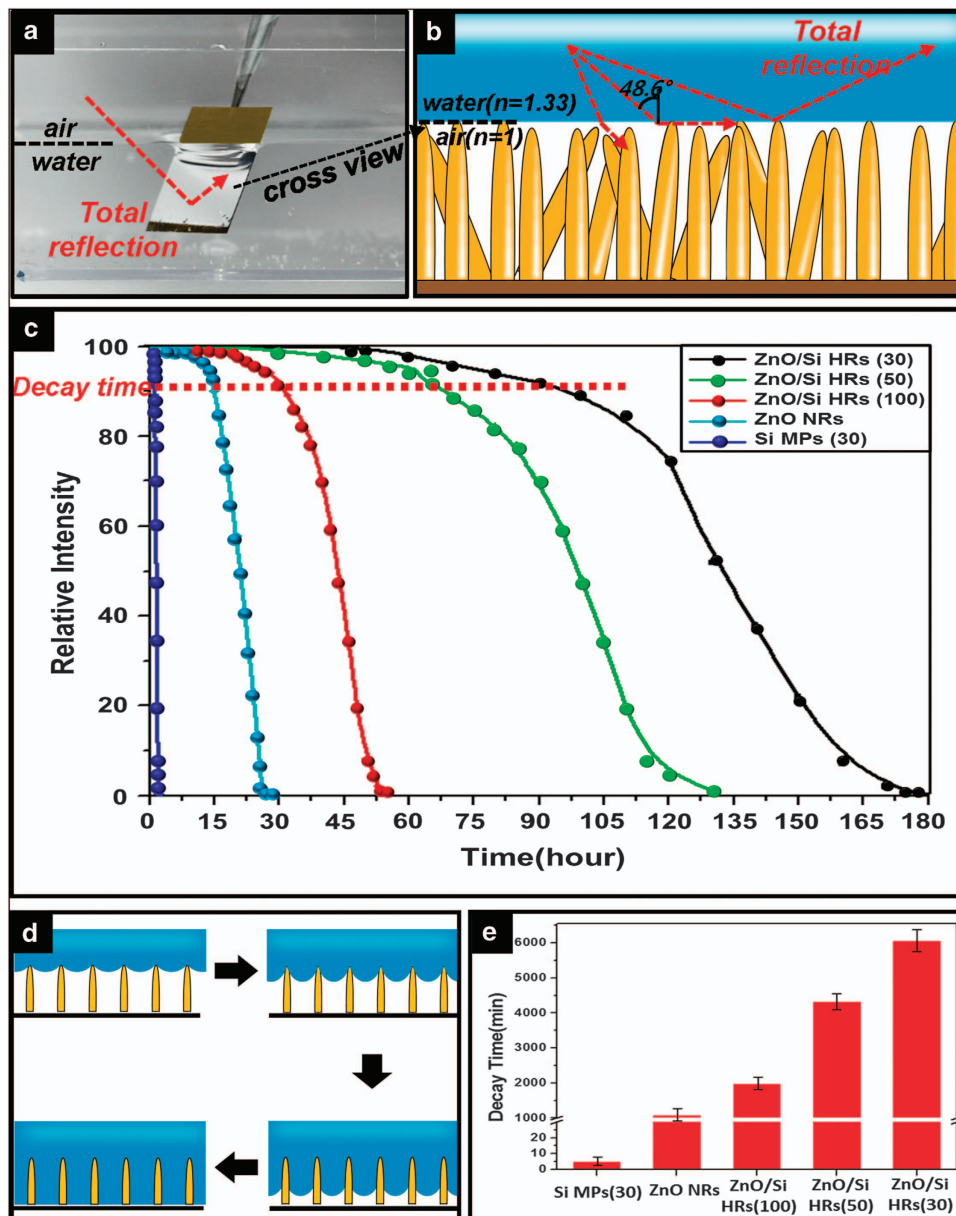 a
air
water
Total
reflection
cross view
b
Total
reflection
48.6°
water(n=1.33)
air(n=1)
c
100
80
60
40
20
0
Relative Intensity
Decay time
ZnO/Si HRs (30)
ZnO/Si HRs (50)
ZnO/Si HRs (100)
ZnO NRs
Si MPs (30)
0 15 30 45 60 75 90 105 120 135 150 165 180
Time(hour)
d
e
Decay Time(min)
6000
5000
4000
3000
2000
1000
20
10
0
Si MPs(30) ZnO NRs ZnO/Si HRs(100) ZnO/Si HRs(50) ZnO/Si HRs(30)